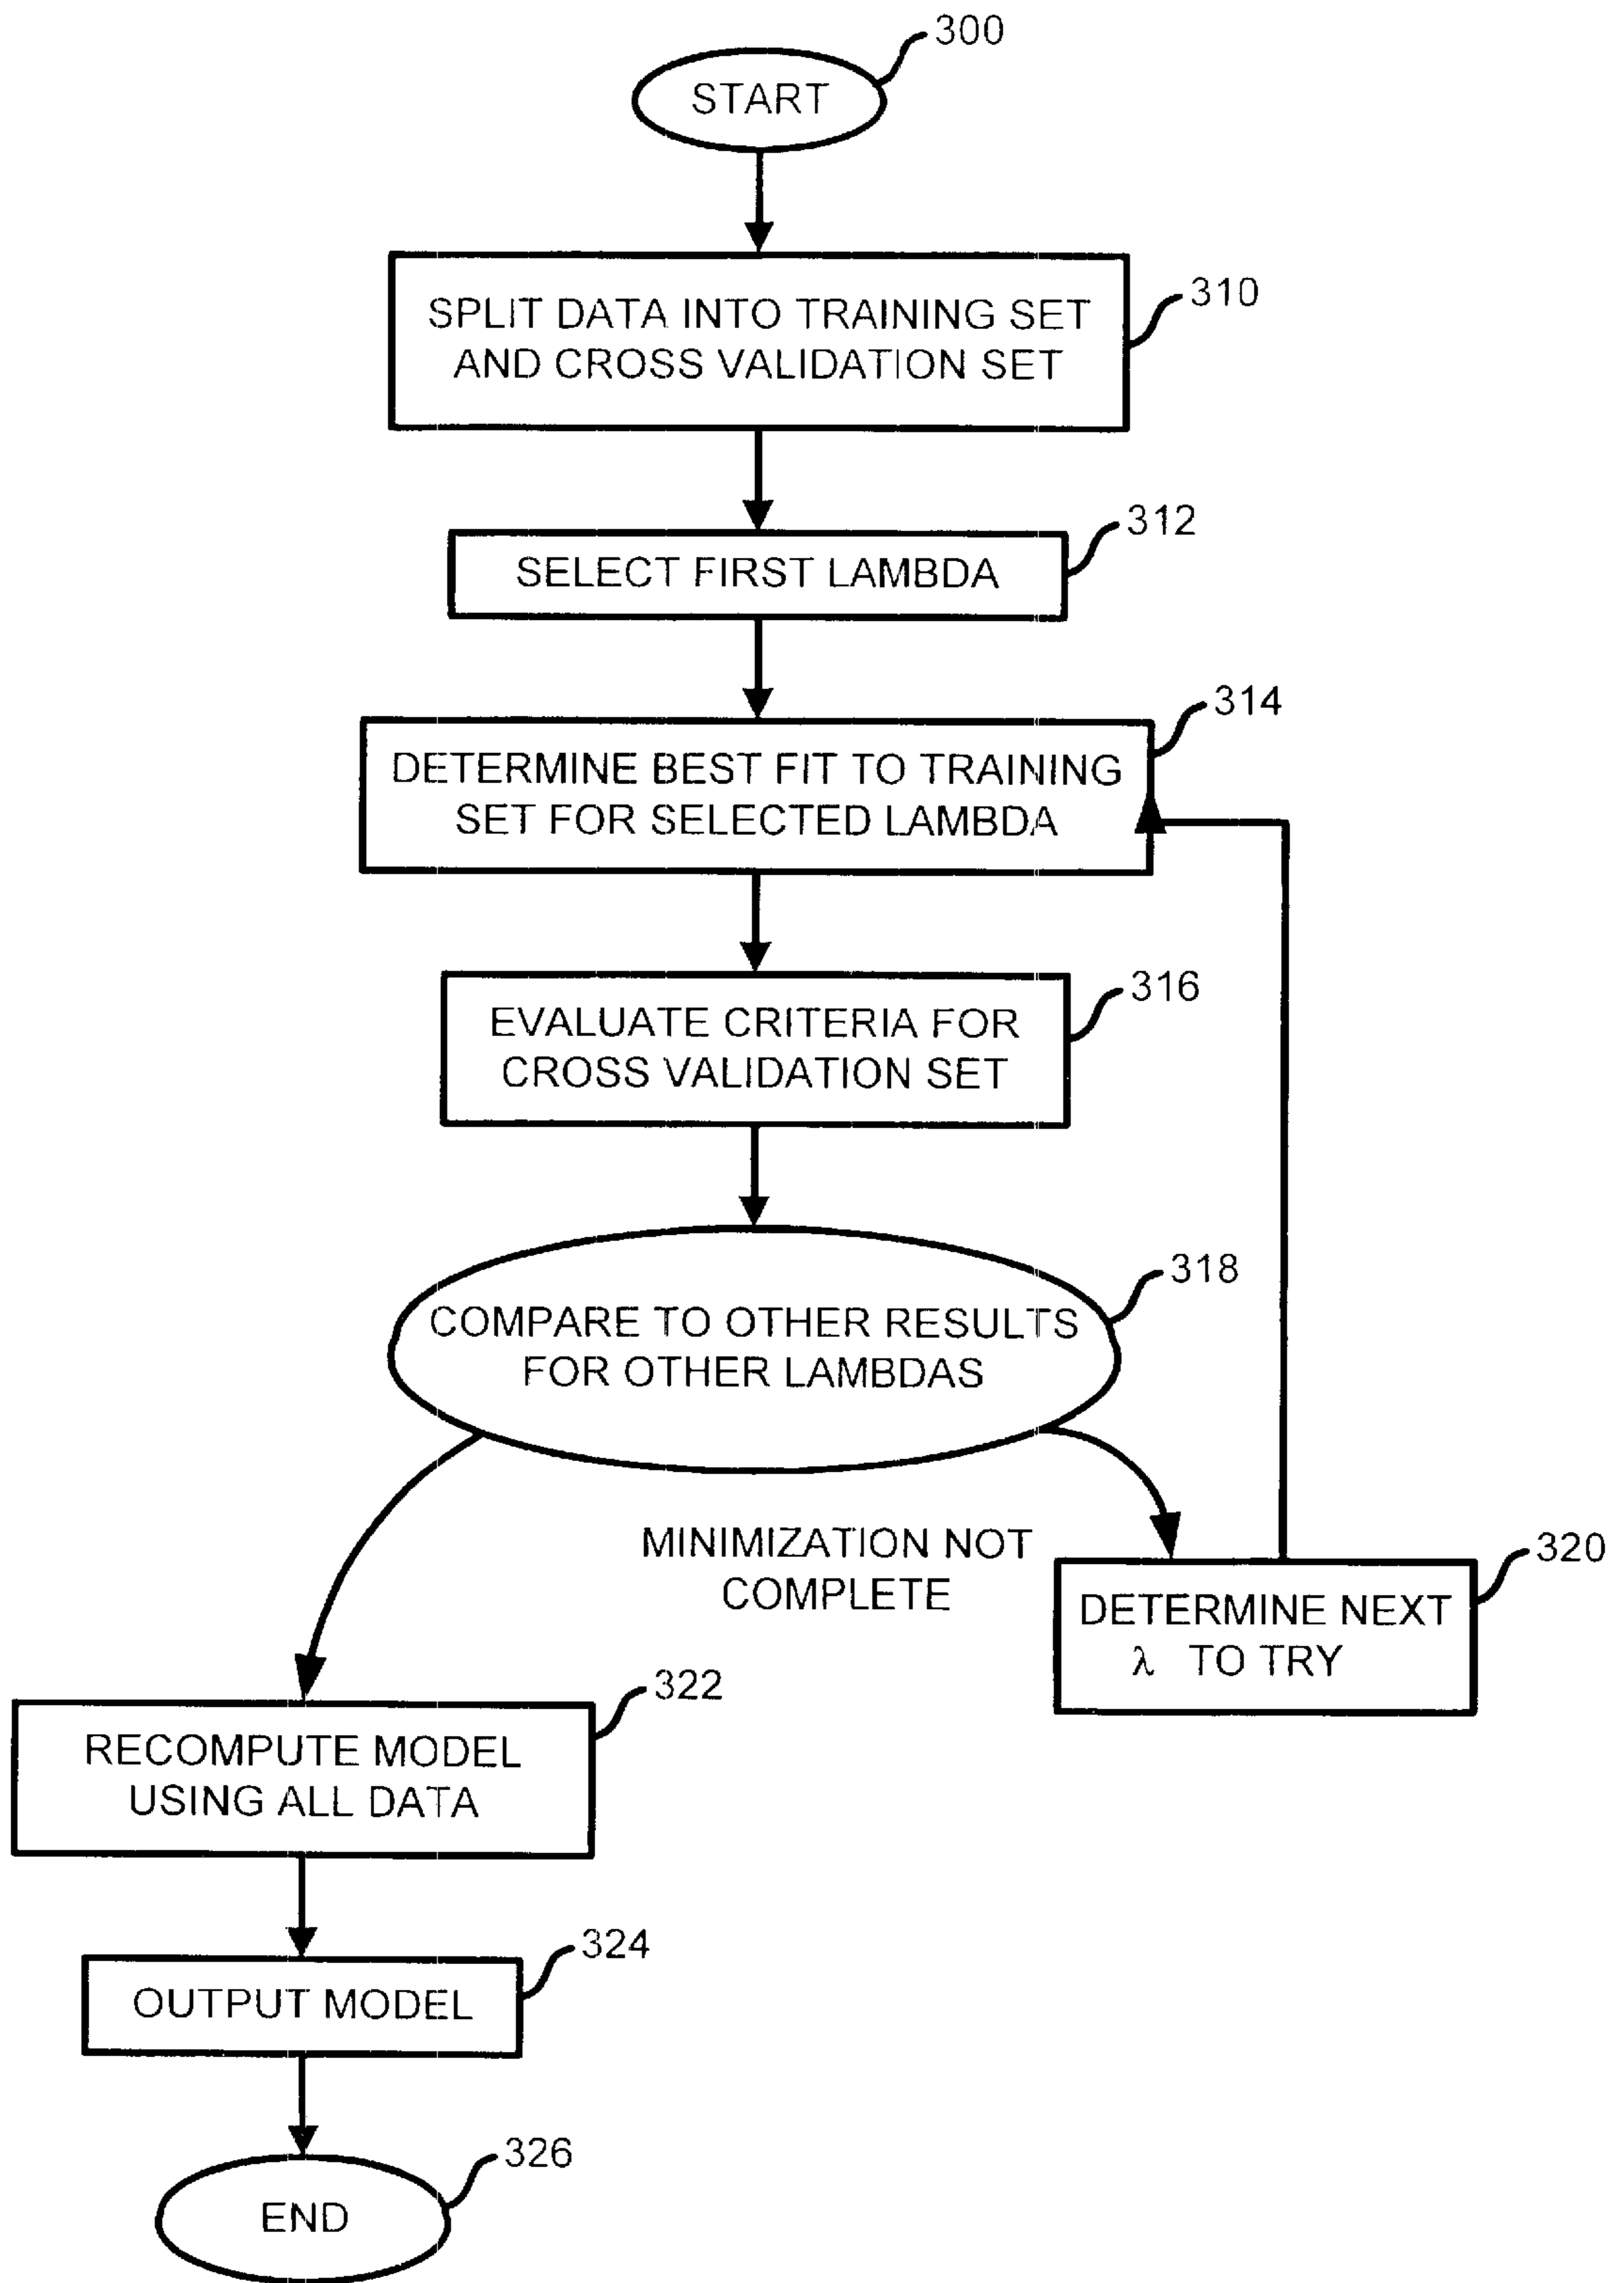 300
START
310
SPLIT DATA INTO TRAINING SET
AND CROSS VALIDATION SET
312
SELECT FIRST LAMBDA
314
DETERMINE BEST FIT TO TRAINING
SET FOR SELECTED LAMBDA
316
EVALUATE CRITERIA FOR
CROSS VALIDATION SET
318
COMPARE TO OTHER RESULTS
FOR OTHER LAMBDAS
MINIMIZATION NOT
COMPLETE
320
DETERMINE NEXT
λ TO TRY
322
RECOMPUTE MODEL
USING ALL DATA
324
OUTPUT MODEL
326
END